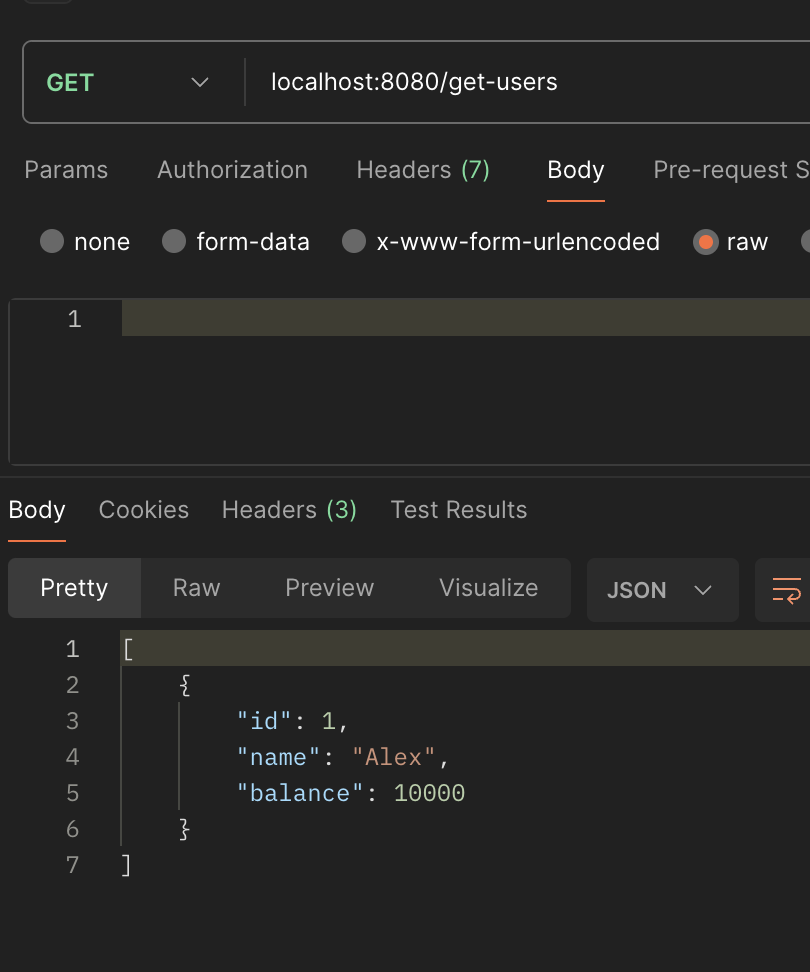 GET localhost:8080/get-users
Params Authorization Headers (7) Body Pre-request S
none form-data x-www-form-urlencoded raw
1
Body Cookies Headers (3) Test Results
Pretty Raw Preview Visualize JSON
1 [
2 {
3 "id": 1,
4 "name": "Alex",
5 "balance": 10000
6 }
7 ]